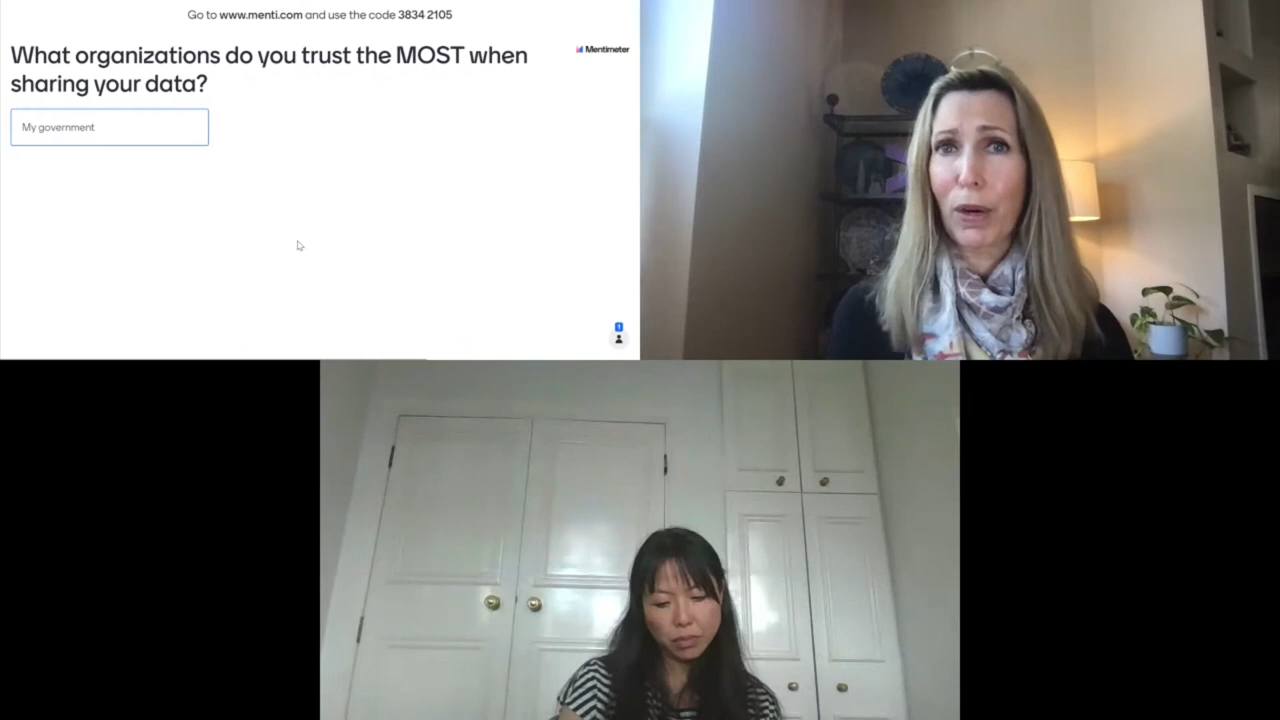 Go to www.menti.com and use the code 3834 2105
What organizations do you trust the MOST when
sharing your data?
Mentimeter
My government
1